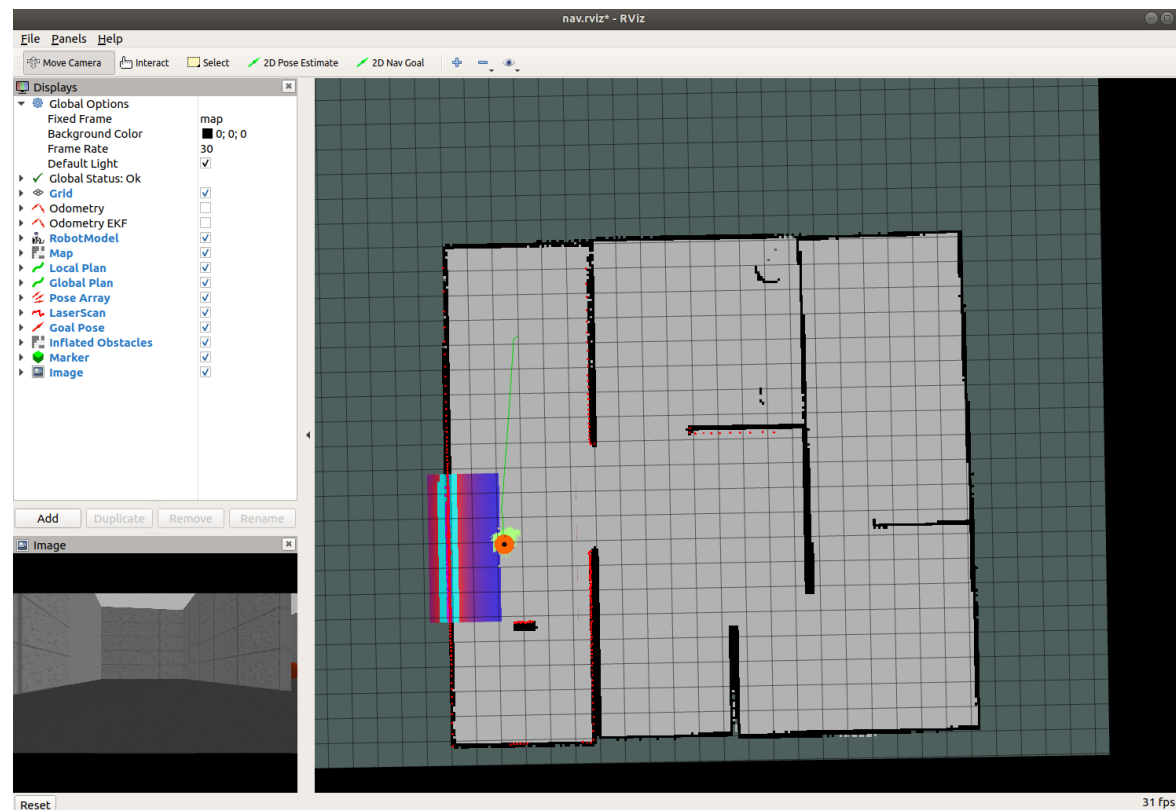 nav.rviz* - RViz
File Panels Help
Move Camera Interact Select 2D Pose Estimate 2D Nav Goal
Displays
Global Options
Fixed Frame map
Background Color 0; 0; 0
Frame Rate 30
Default Light
Global Status: Ok
Grid
Odometry
Odometry EKF
RobotModel
Map
Local Plan
Global Plan
Pose Array
LaserScan
Goal Pose
Inflated Obstacles
Marker
Image
Add Duplicate Remove Rename
Image
Reset 31 fps